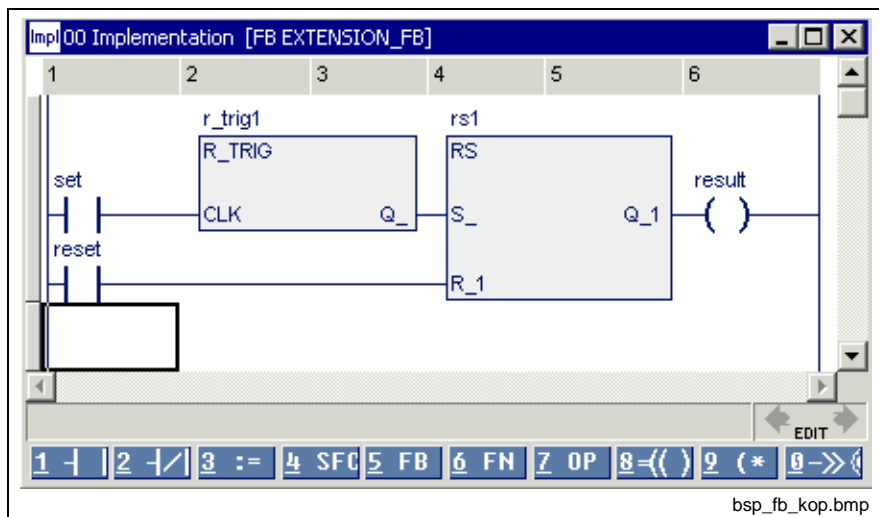 Impl 00 Implementation [FB EXTENSION_FB]
1 2 3 4 5 6
r_trig1 rs1
R_TRIG RS
set result
CLK Q_ S_ Q_1
reset
R_1
EDIT
1 ┤ 2 ┤/ 3 := 4 SFC 5 FB 6 FN 7 OP 8=(( ) 9 (* 0->>
bsp_fb_kop.bmp